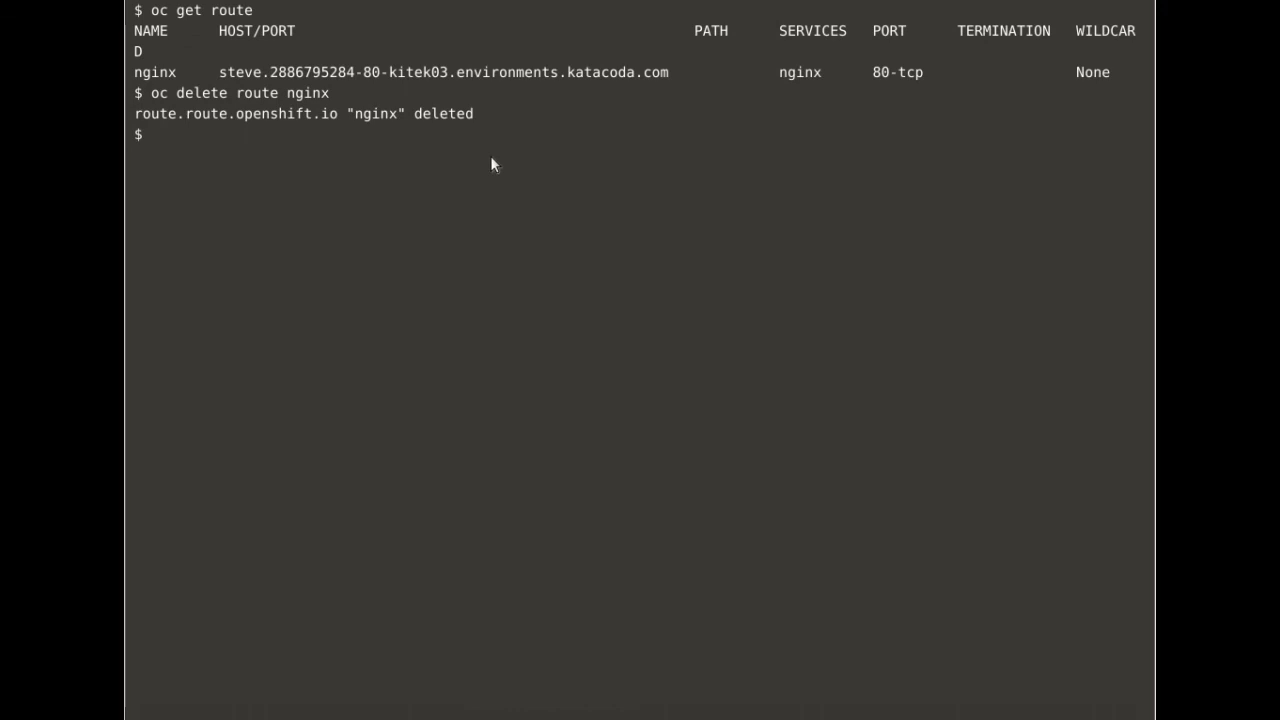 $ oc get route
NAME HOST/PORT PATH SERVICES PORT TERMINATION WILDCAR
D
nginx steve.2886795284-80-kitek03.environments.katacoda.com nginx 80-tcp None
$ oc delete route nginx
route.route.openshift.io "nginx" deleted
$